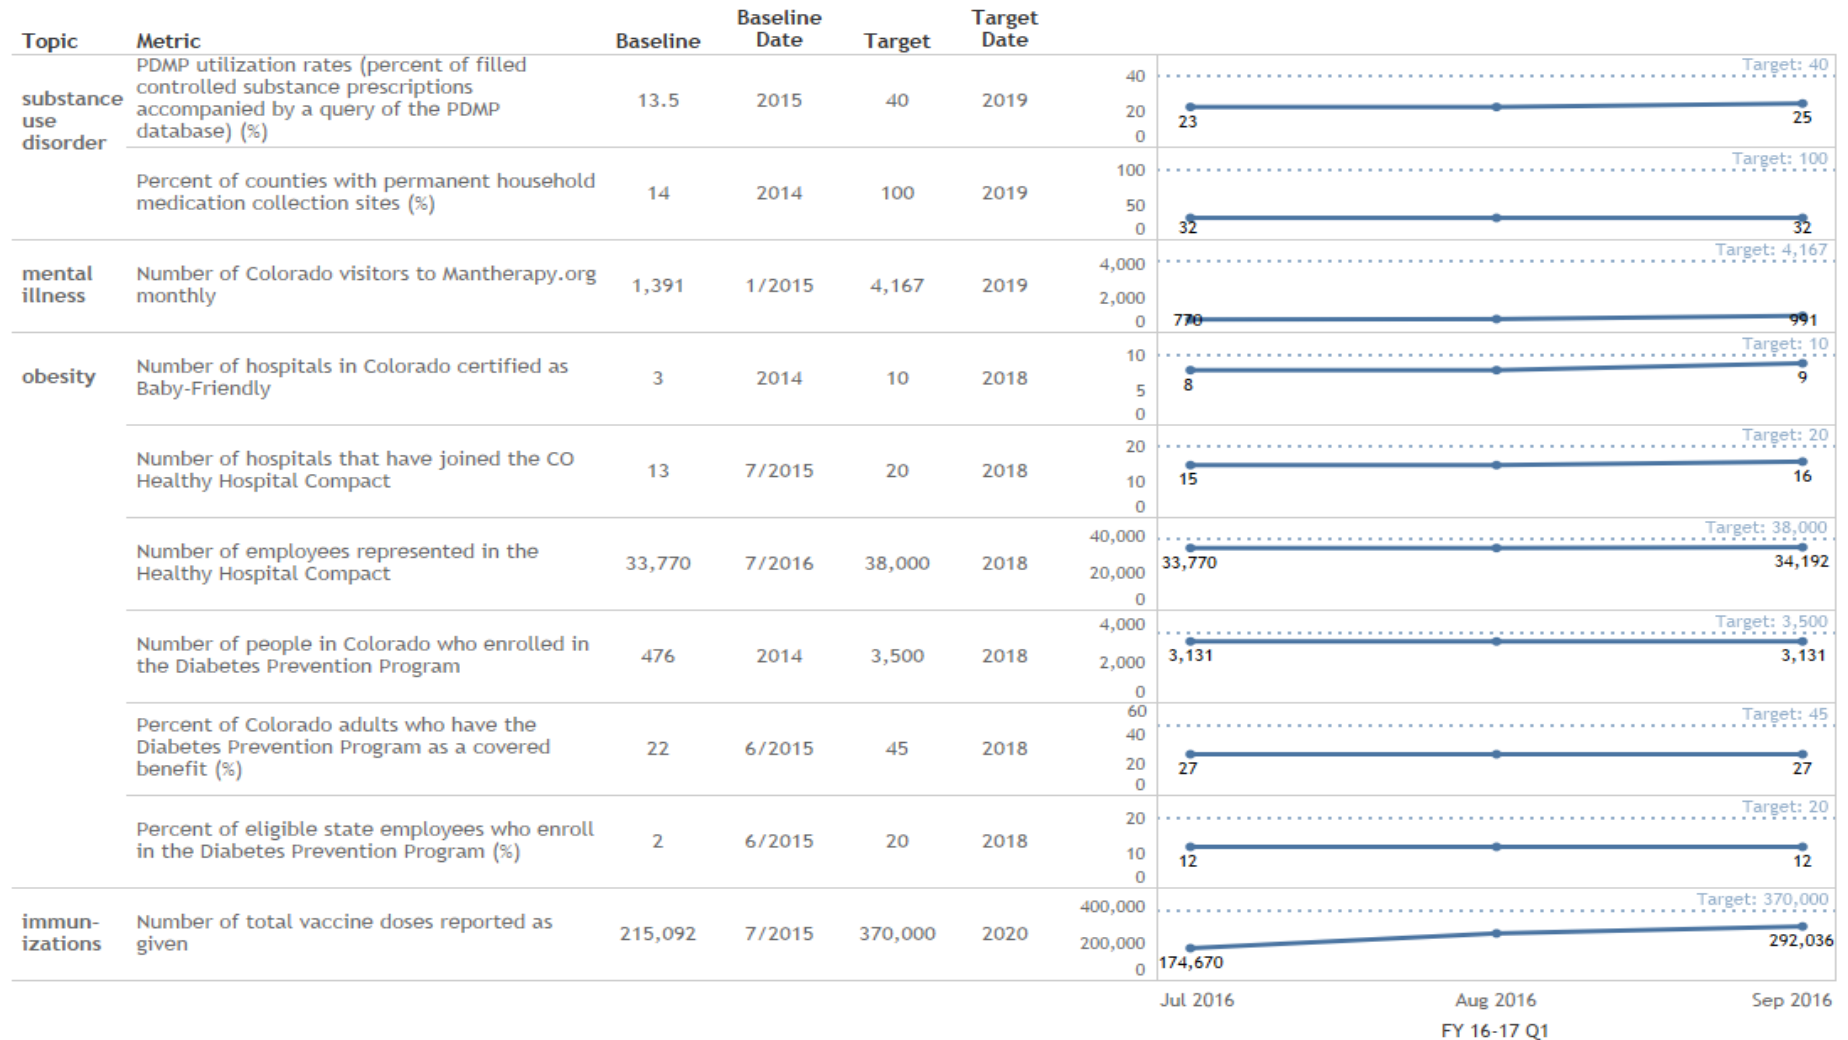 Topic Metric Baseline Baseline Date Target Target Date
substance use disorder
PDMP utilization rates (percent of filled
controlled substance prescriptions
accompanied by a query of the PDMP
database) (%)
13.5 2015 40 2019
40
20
0
Target: 40
23 25
Percent of counties with permanent household
medication collection sites (%)
14 2014 100 2019
100
50
0
Target: 100
32 32
mental
illness
Number of Colorado visitors to Mantherapy.org
monthly
1,391 1/2015 4,167 2019
4,000
2,000
0
Target: 4,167
770 991
obesity
Number of hospitals in Colorado certified as
Baby-Friendly
3 2014 10 2018
10
5
0
Target: 10
8 9
Number of hospitals that have joined the CO
Healthy Hospital Compact
13 7/2015 20 2018
20
10
0
Target: 20
15 16
Number of employees represented in the
Healthy Hospital Compact
33,770 7/2016 38,000 2018
40,000
20,000
0
Target: 38,000
33,770 34,192
Number of people in Colorado who enrolled in
the Diabetes Prevention Program
476 2014 3,500 2018
4,000
2,000
0
Target: 3,500
3,131 3,131
Percent of Colorado adults who have the
Diabetes Prevention Program as a covered
benefit (%)
22 6/2015 45 2018
60
40
20
0
Target: 45
27 27
Percent of eligible state employees who enroll
in the Diabetes Prevention Program (%)
2 6/2015 20 2018
20
10
0
Target: 20
12 12
immun-
izations
Number of total vaccine doses reported as
given
215,092 7/2015 370,000 2020
400,000
200,000
0
Target: 370,000
174,670 292,036
Jul 2016 Aug 2016 Sep 2016
FY 16-17 Q1